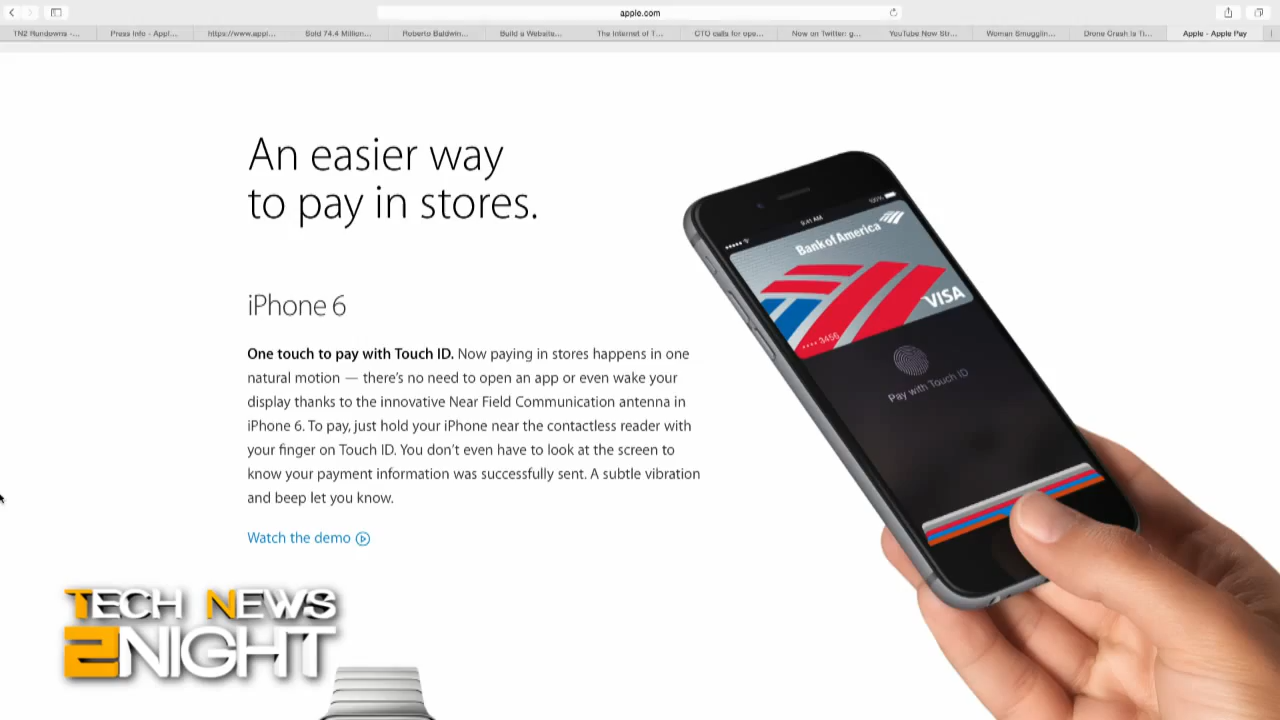 apple.com
TN2 Rundowns -...
Press Info - Appl...
https://www.appl...
Sold 74.4 Million...
Roberto Baldwin...
Build a Website...
The Internet of T...
CTO calls for ope...
Now on Twitter: g...
YouTube Now Str...
Woman Smugglin...
Drone Crash is Ti...
Apple - Apple Pay
An easier way
to pay in stores.
iPhone 6
One touch to pay with Touch ID. Now paying in stores happens in one
natural motion — there's no need to open an app or even wake your
display thanks to the innovative Near Field Communication antenna in
iPhone 6. To pay, just hold your iPhone near the contactless reader with
your finger on Touch ID. You don't even have to look at the screen to
know your payment information was successfully sent. A subtle vibration
and beep let you know.
Watch the demo
9:41 AM
100%
Bank of America
VISA
•••• 3456
Pay with Touch ID
TECH NEWS
2NIGHT